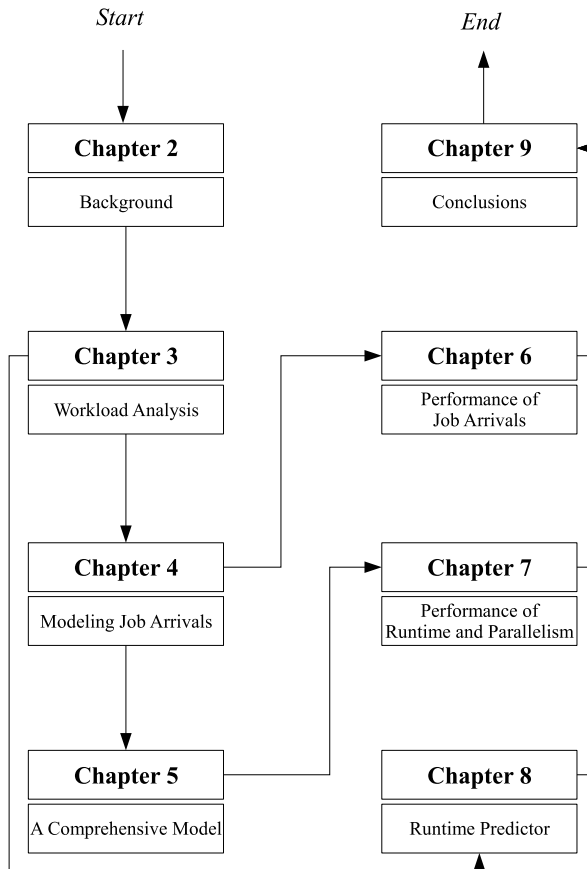 Start
End
Chapter 2
Background
Chapter 9
Conclusions
Chapter 3
Workload Analysis
Chapter 6
Performance of
Job Arrivals
Chapter 4
Modeling Job Arrivals
Chapter 7
Performance of
Runtime and Parallelism
Chapter 5
A Comprehensive Model
Chapter 8
Runtime Predictor